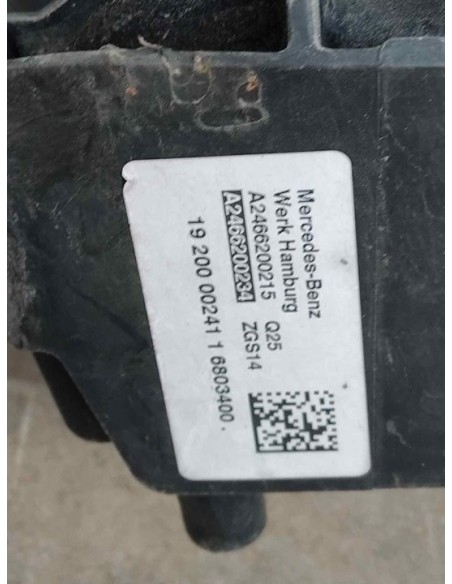 Mercedes-Benz
Werk Hamburg
A2466200215 Q25
A2466200234 ZGS14
19 200 00241 1 6803400 -